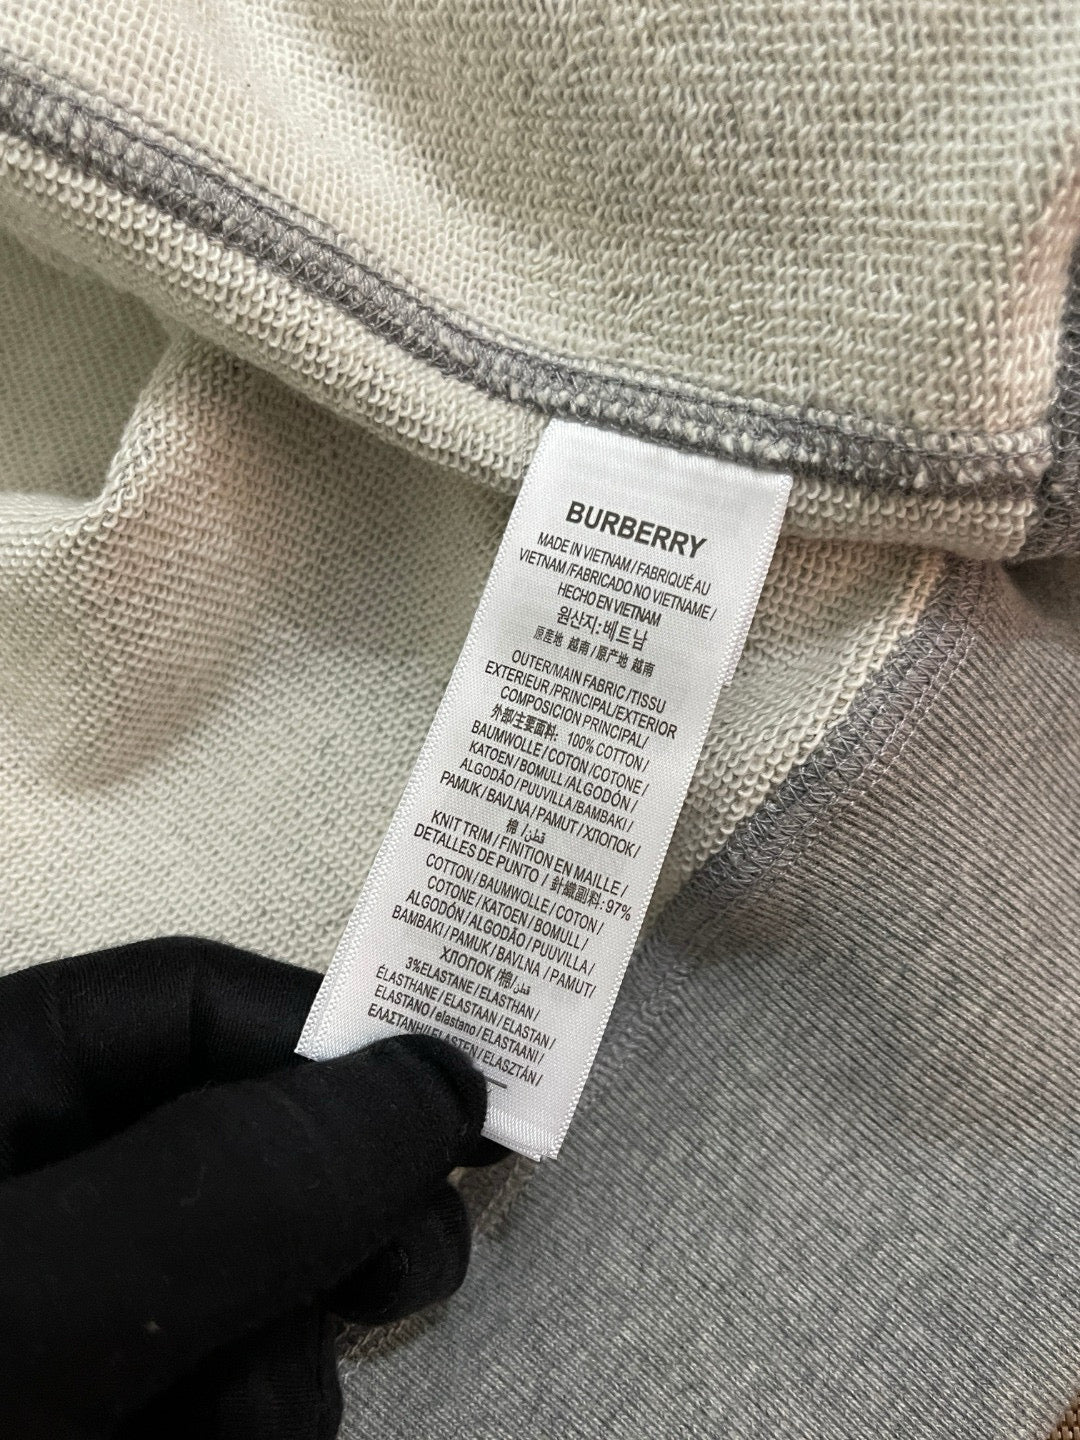 BURBERRY
MADE IN VIETNAM / FABRIQUÉ AU
VIETNAM / FABRICADO NO VIETNAME /
HECHO EN VIETNAM
원산지:베트남
原産地 越南 / 原产地 越南
OUTER/MAIN FABRIC /TISSU
EXTERIEUR /PRINCIPAL/EXTERIOR
COMPOSICION PRINCIPAL/
外部/主要面料: 100% COTTON /
BAUMWOLLE / COTON /COTONE /
KATOEN / BOMULL / ALGODÓN /
ALGODÃO / PUUVILLA /BAMBAKI /
PAMUK / BAVLNA / PAMUT / ХЛОПОК /
棉 / قطن
KNIT TRIM / FINITION EN MAILLE /
DETALLES DE PUNTO / 針織副料: 97%
COTTON / BAUMWOLLE / COTON /
COTONE / KATOEN / BOMULL /
ALGODÓN / ALGODÃO / PUUVILLA /
BAMBAKI / PAMUK / BAVLNA / PAMUT/
ХЛОПОК /棉/ قطن
3%ELASTANE / ELASTHAN /
ÉLASTHANE / ELASTAAN / ELASTAN /
ELASTANO / elastano / ELASTAANI /
ΕΛΑΣΤΑΝΗ/ ELASTEN / ELASZTÁN /